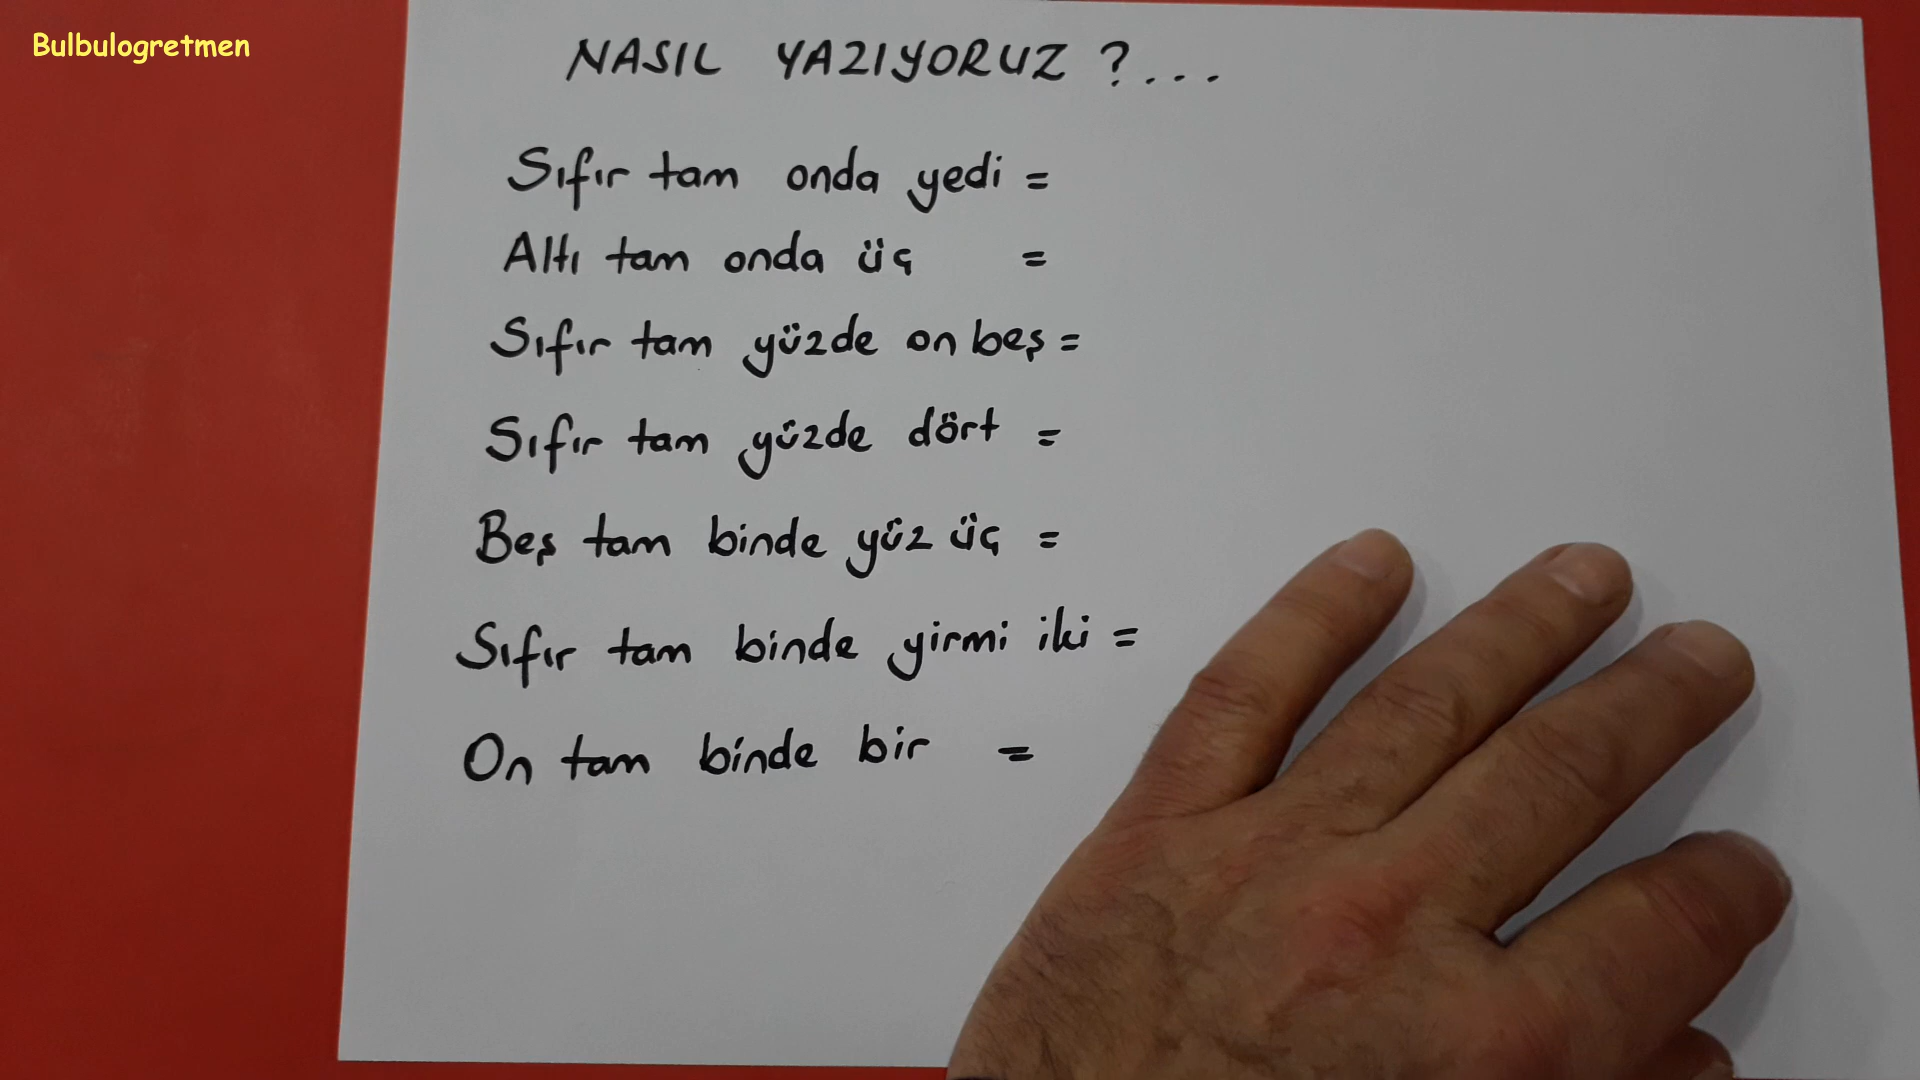 Bulbulogretmen
NASIL YAZIYORUZ ?...
Sıfır tam onda yedi =
Altı tam onda üç =
Sıfır tam yüzde on beş =
Sıfır tam yüzde dört =
Beş tam binde yüz üç =
Sıfır tam binde yirmi iki =
On tam binde bir =